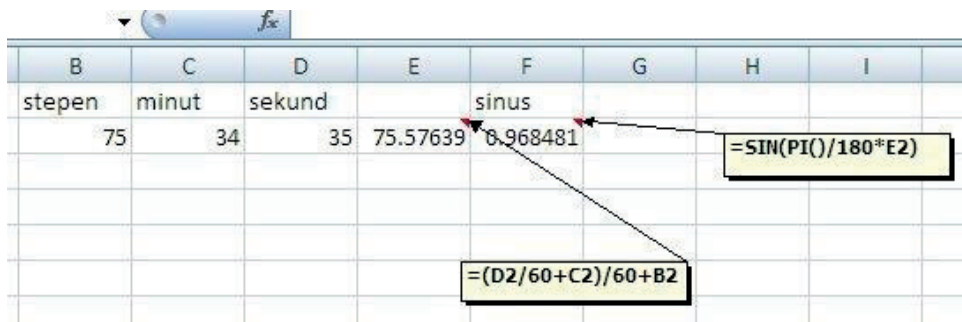 fx
B C D E F G H I
stepen minut sekund sinus
75 34 35 75.57639 0.968481
=SIN(PI()/180*E2)
=(D2/60+C2)/60+B2